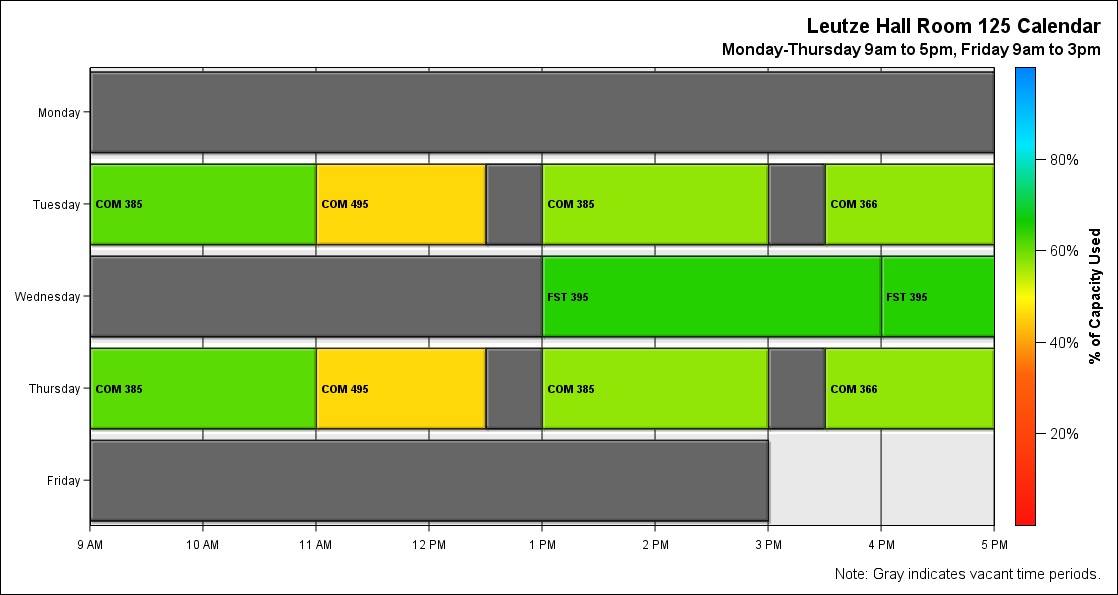 Leutze Hall Room 125 Calendar
Monday-Thursday 9am to 5pm, Friday 9am to 3pm
Monday
Tuesday
COM 385
COM 495
COM 385
COM 366
Wednesday
FST 395
FST 395
Thursday
COM 385
COM 495
COM 385
COM 366
Friday
9 AM
10 AM
11 AM
12 PM
1 PM
2 PM
3 PM
4 PM
5 PM
80%
60%
40%
20%
% of Capacity Used
Note: Gray indicates vacant time periods.